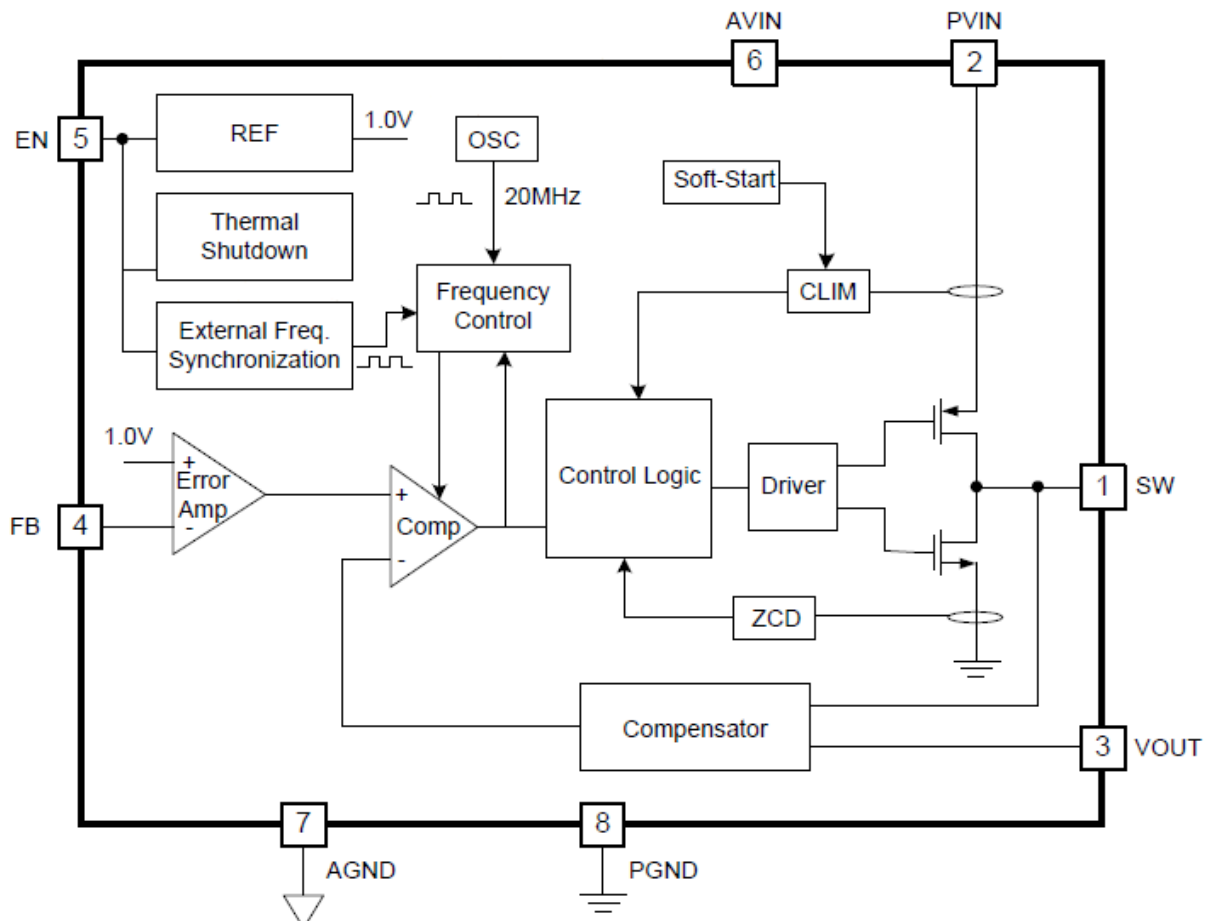 AVIN
PVIN
6
2
EN
5
REF
1.0V
OSC
20MHz
Soft-Start
Thermal
Shutdown
Frequency
Control
CLIM
External Freq.
Synchronization
1.0V
+
Error
Amp
-
FB
4
+
Comp
-
Control Logic
Driver
1
SW
ZCD
Compensator
3
VOUT
7
AGND
8
PGND